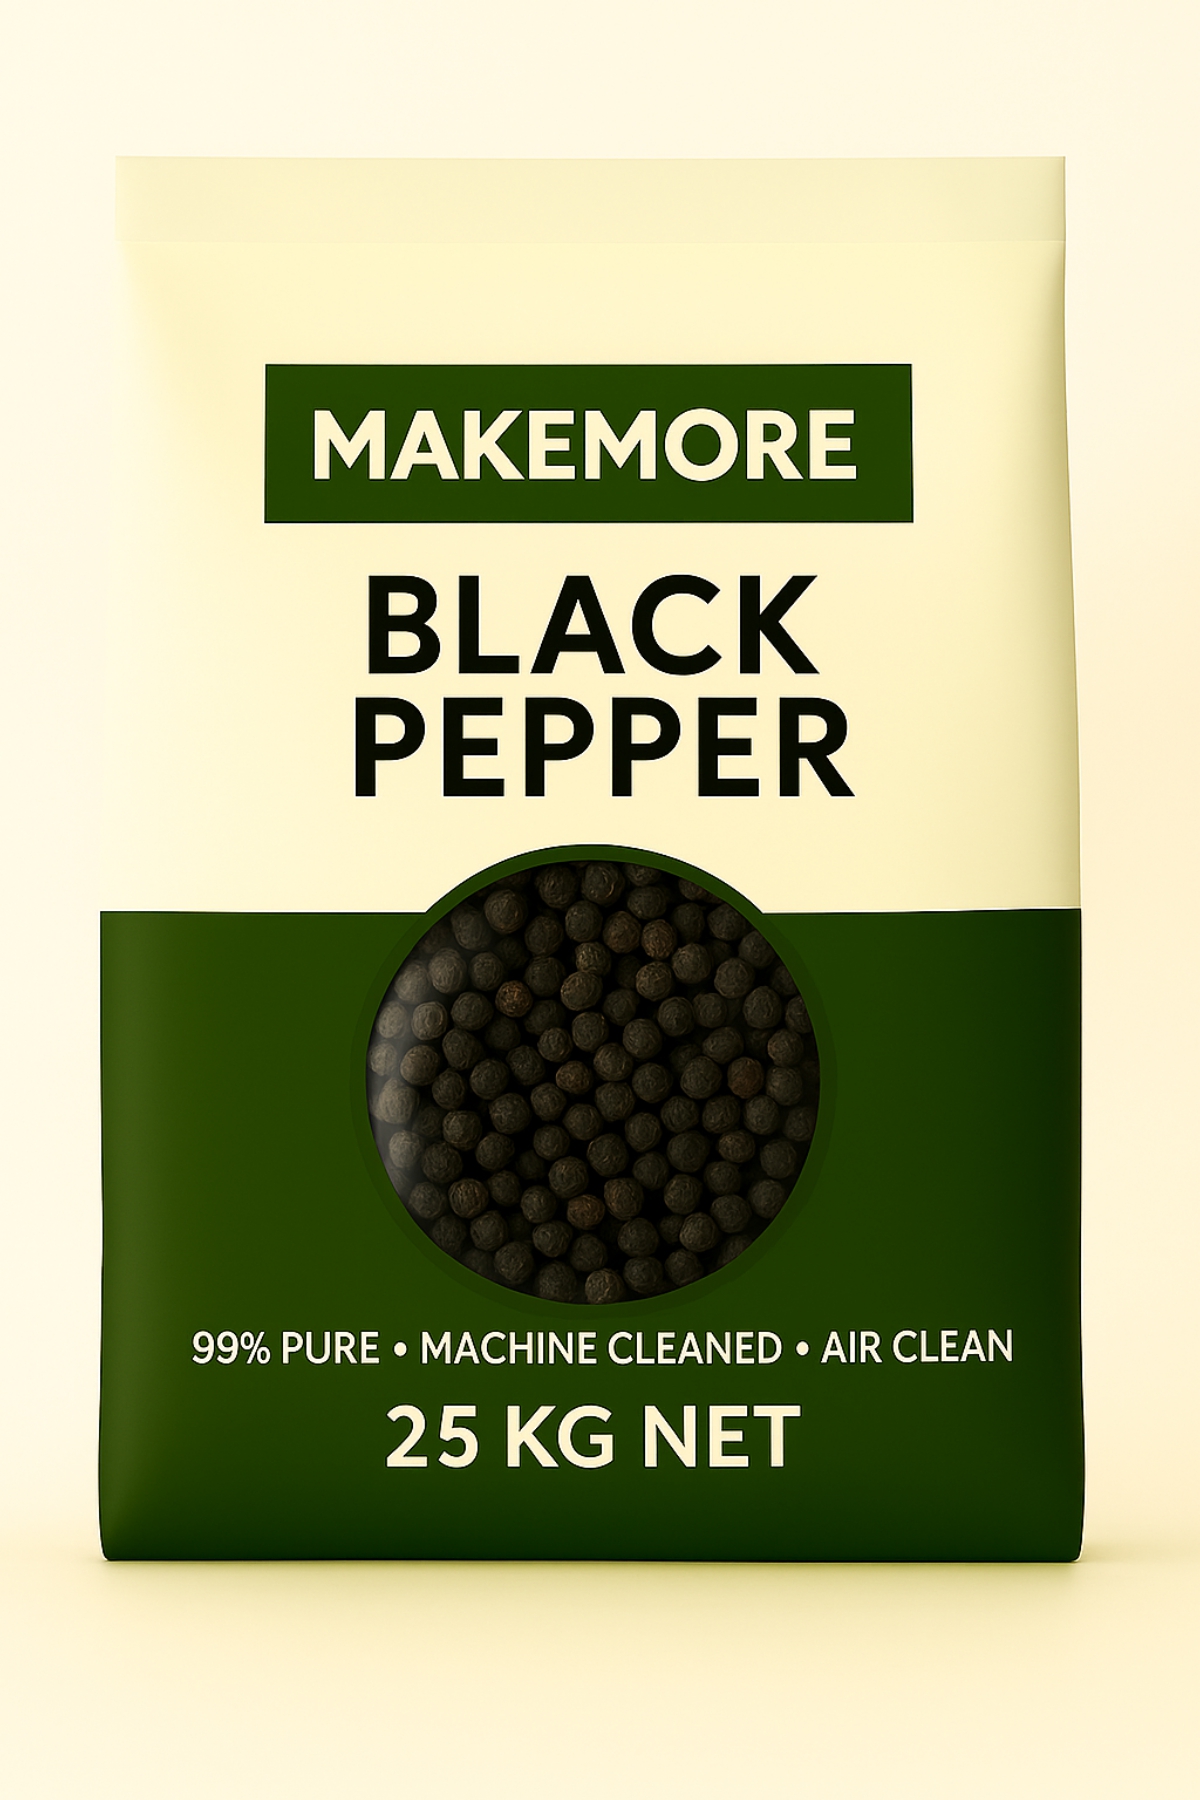 MAKEMORE
BLACK
PEPPER
99% PURE • MACHINE CLEANED • AIR CLEAN
25 KG NET